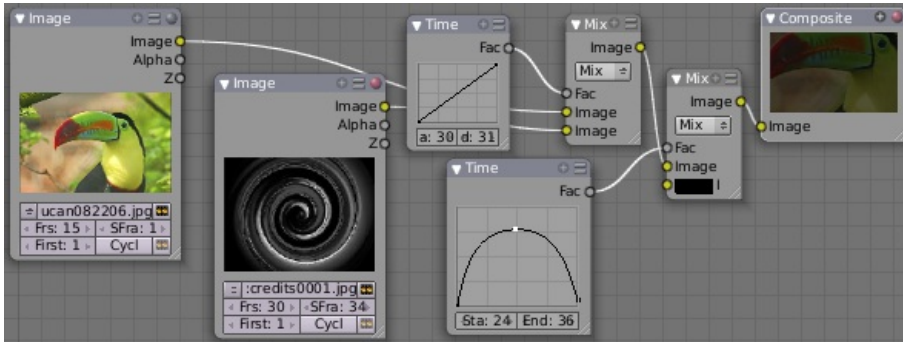 Image
Image
Alpha
Z
ucan082206.jpg
Frs: 15 SFra: 1
First: 1 Cycl
Image
Image
Alpha
Z
:credits0001.jpg
Frs: 30 SFra: 34
First: 1 Cycl
Time
Fac
a: 30 d: 31
Time
Fac
Sta: 24 End: 36
Mix
Image
Mix
Fac
Image
Image
Mix
Image
Mix
Fac
Image
I
Composite
Image